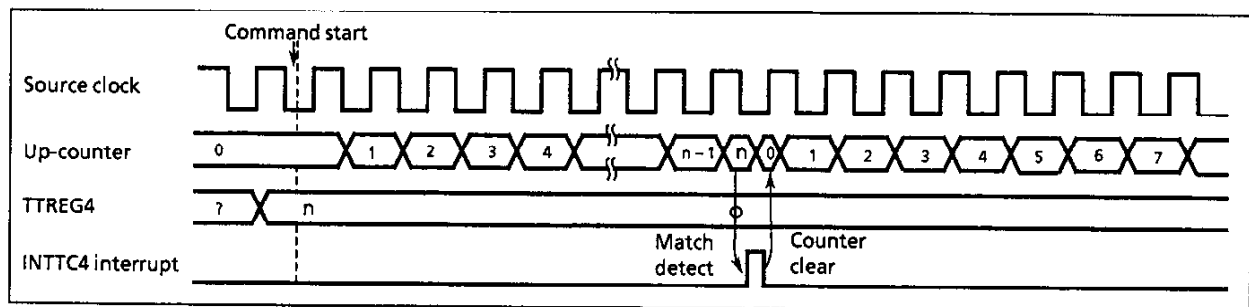 Command start
Source clock
Up-counter 0 1 2 3 4 n-1 n 0 1 2 3 4 5 6 7
TTREG4 ? n
Match detect
Counter clear
INTTC4 interrupt